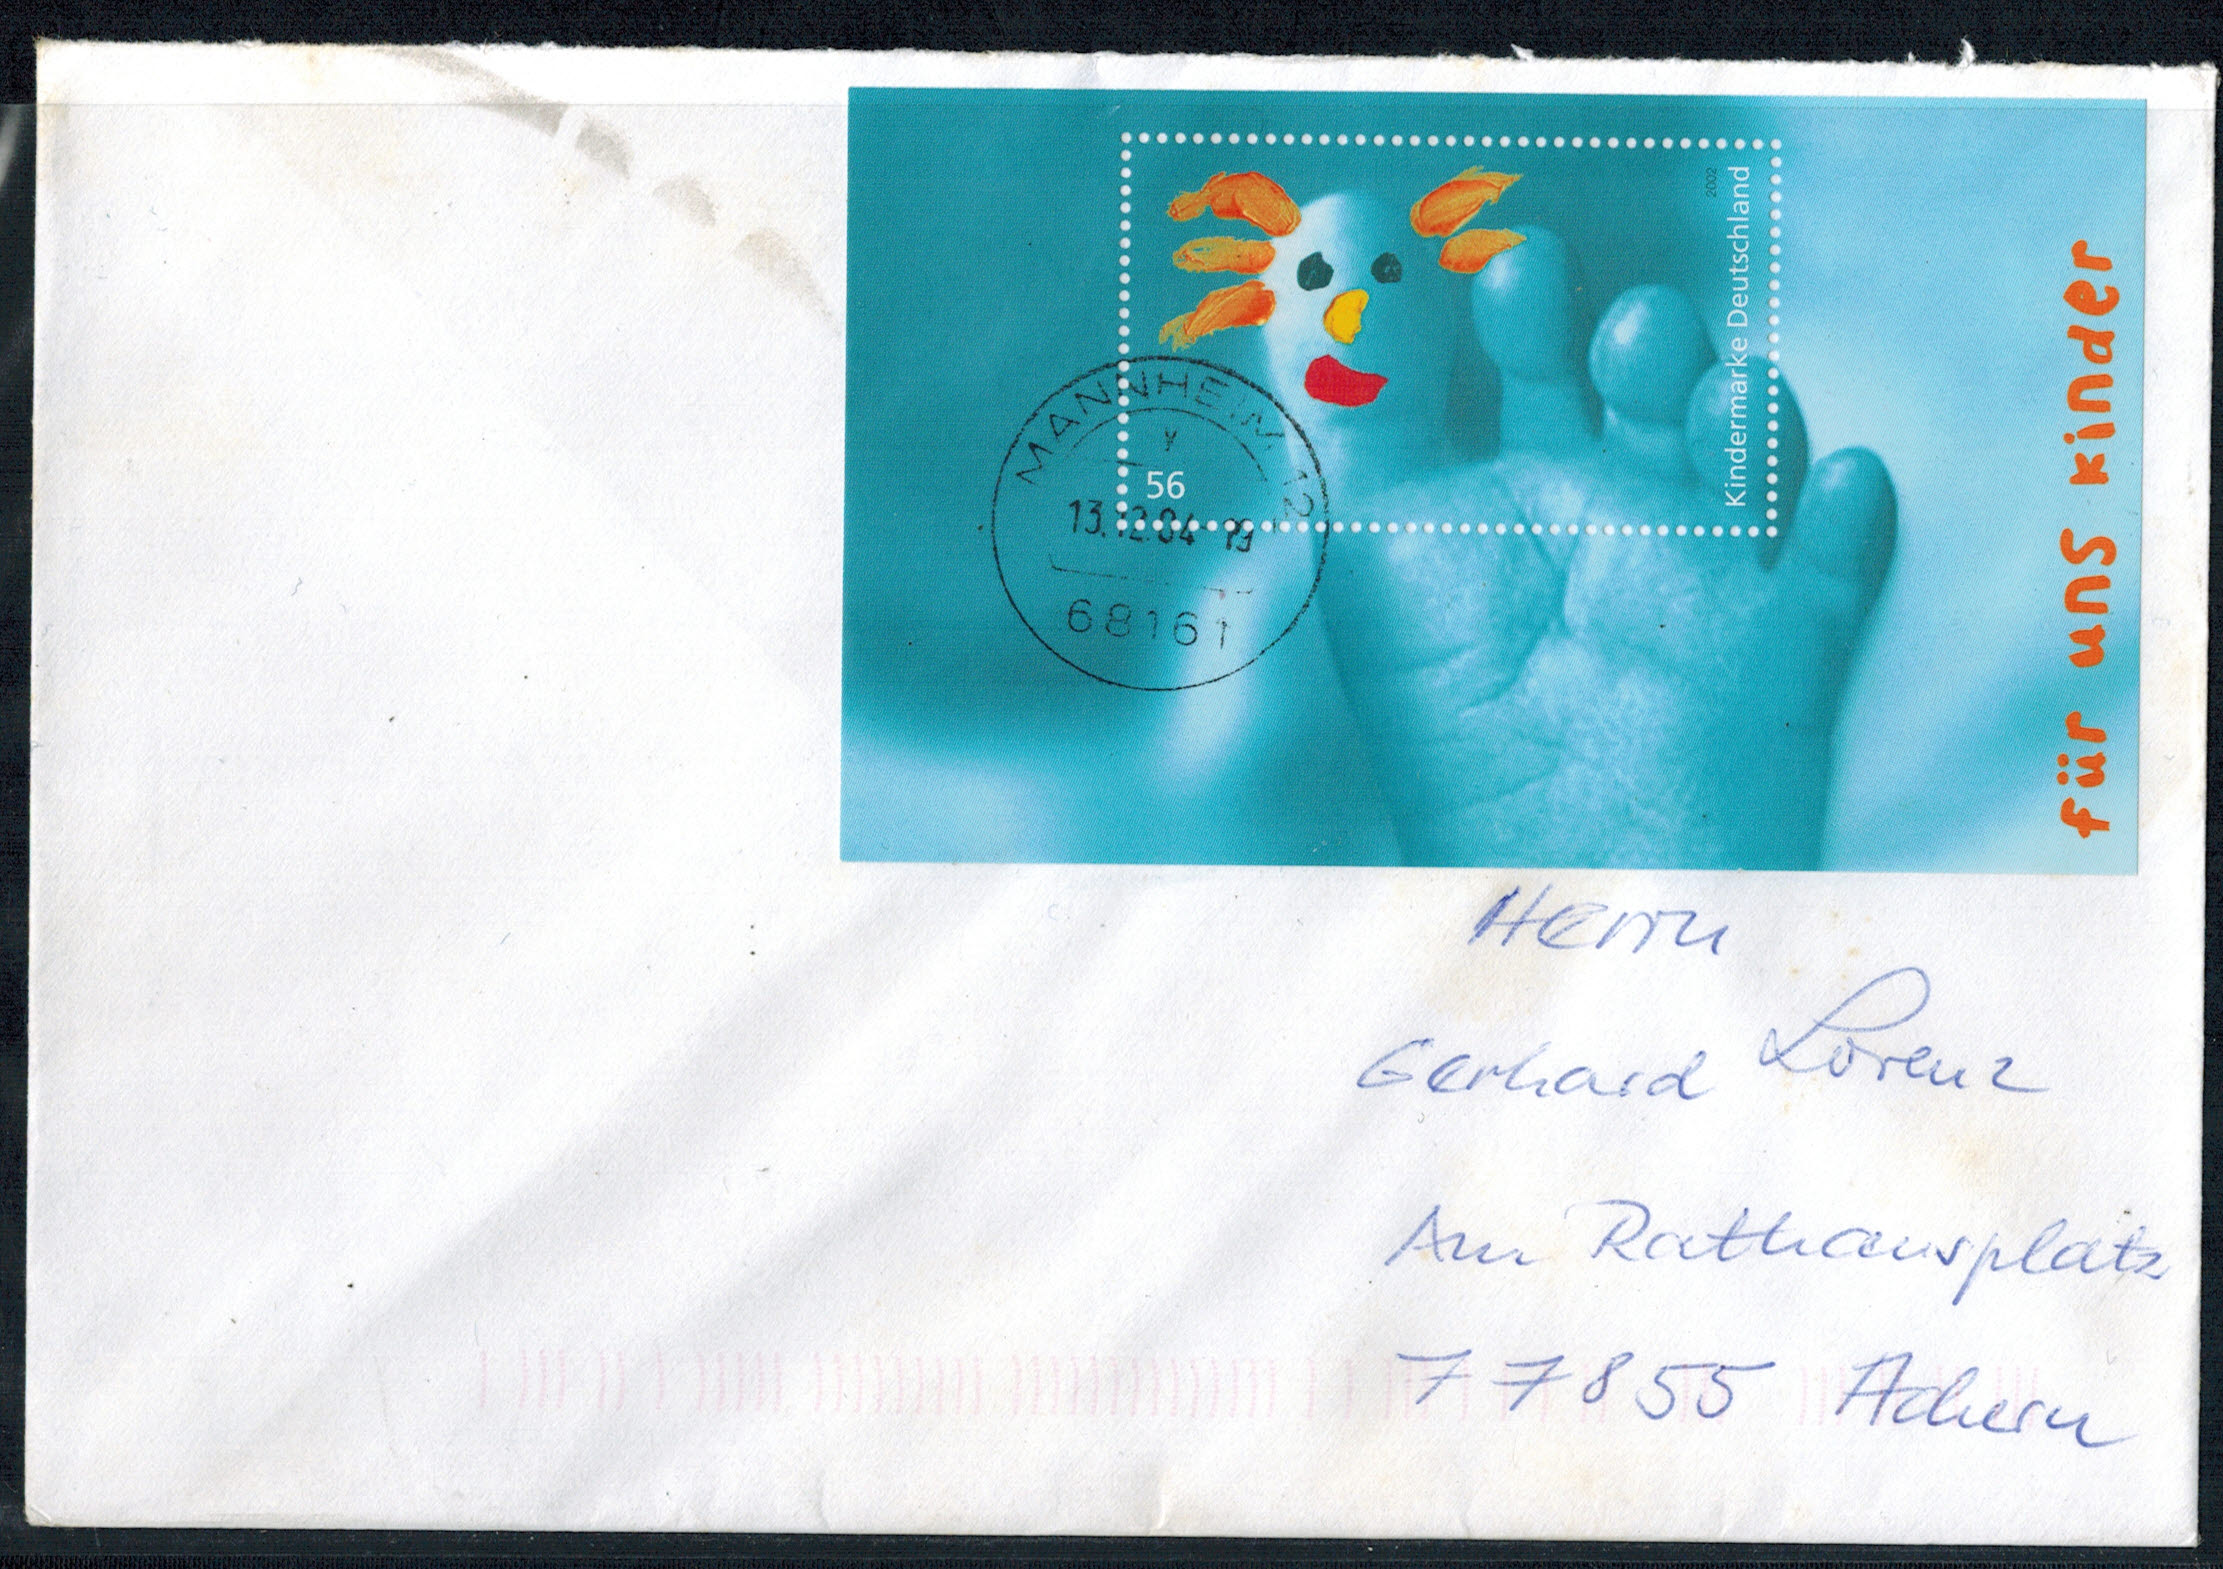 2002
Kindermarke Deutschland
für uns kinder
MANNHEIM 12
y
56
13.12.04-19
68161
Herrn
Gerhard Lorenz
Am Rathausplatz
77855 Achern